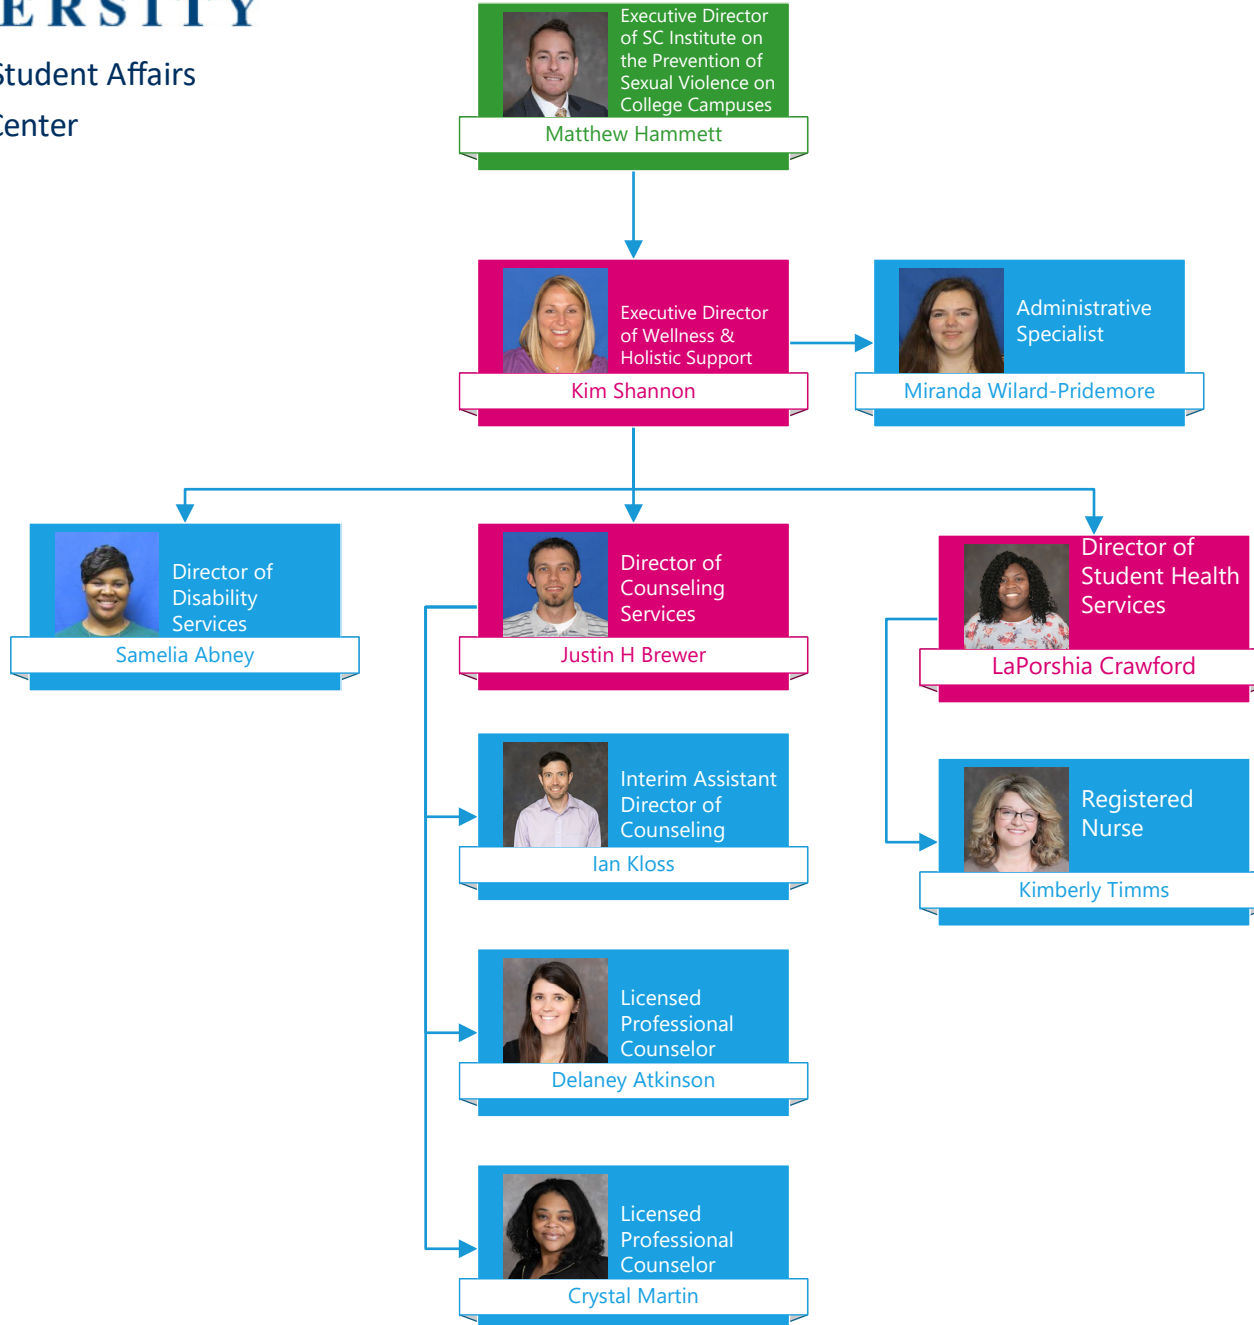 Student Affairs
Center
Executive Director
of SC Institute on
the Prevention of
Sexual Violence on
College Campuses
Matthew Hammett
Executive Director
of Wellness &
Holistic Support
Kim Shannon
Administrative
Specialist
Miranda Wilard-Pridemore
Director of
Disability
Services
Samelia Abney
Director of
Counseling
Services
Justin H Brewer
Director of
Student Health
Services
LaPorshia Crawford
Interim Assistant
Director of
Counseling
Ian Kloss
Registered
Nurse
Kimberly Timms
Licensed
Professional
Counselor
Delaney Atkinson
Licensed
Professional
Counselor
Crystal Martin